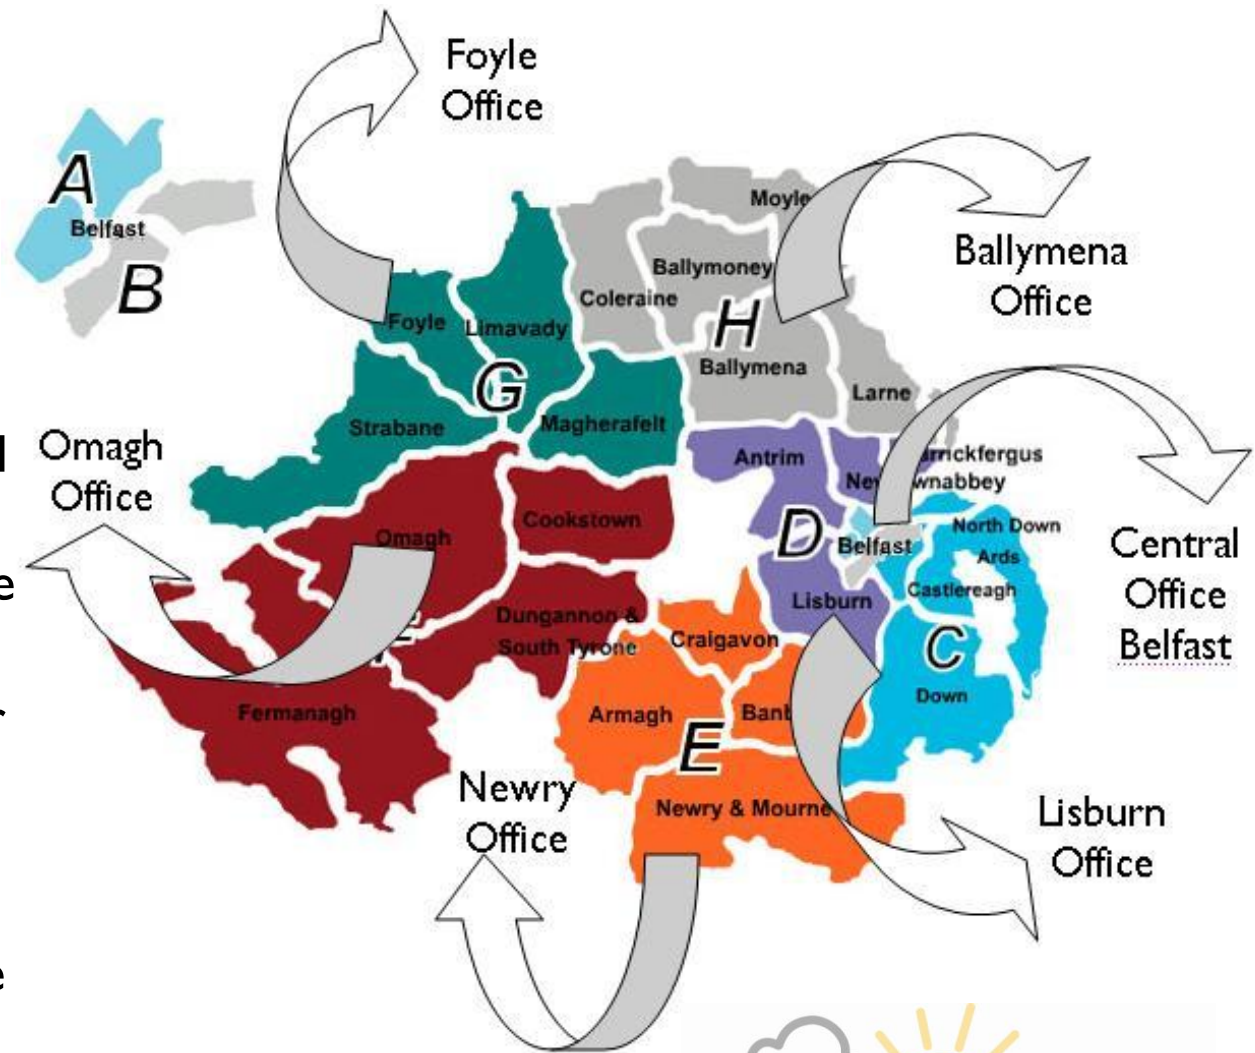 Foyle
Office
A
Belfast
B
Moyle
Ballymoney
Coleraine
H
Ballymena
Office
Foyle
Limavady
Ballymena
G
Larne
Strabane
Magherafelt
Omagh
Office
Antrim
Cookstown
Omagh
D
Belfast
North Down
Ards
Castlereagh
Central
Office
Belfast
Lisburn
Dungannon &
South Tyrone
Craigavon
C
Down
Fermanagh
Armagh
E
Newry
Office
Newry & Mourne
Lisburn
Office